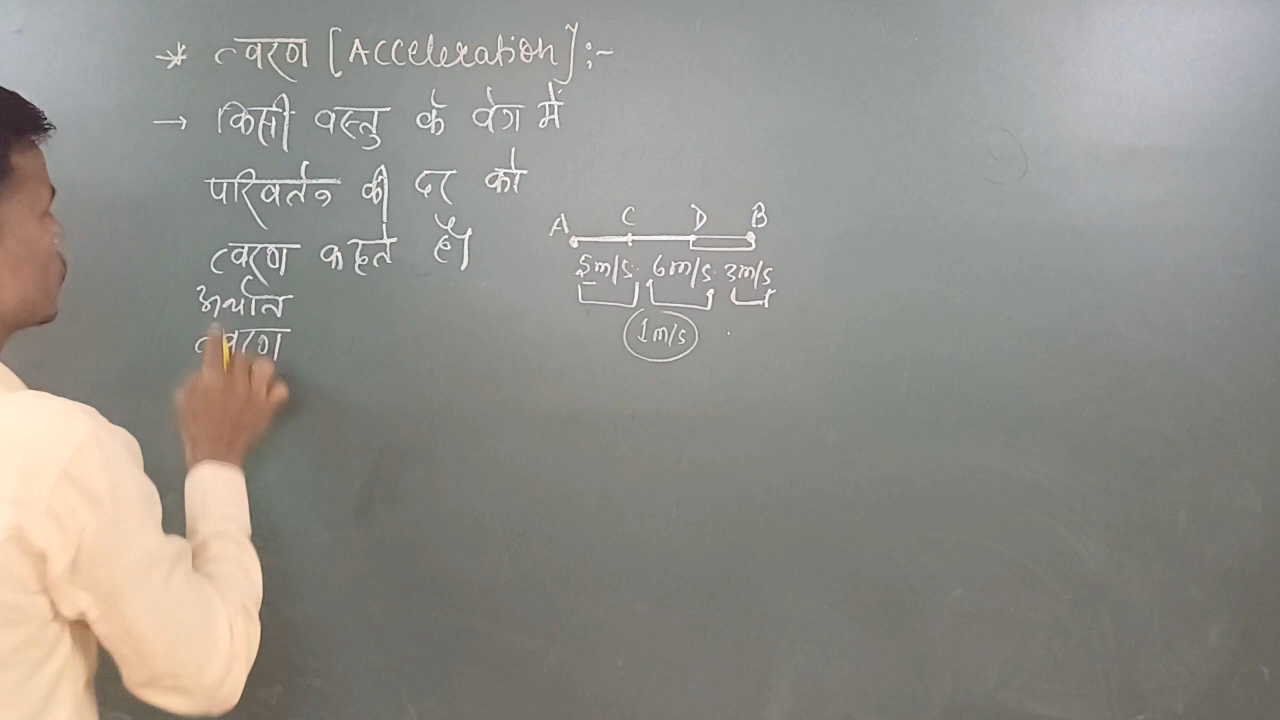 * त्वरण [Acceleration] :-
→ किसी वस्तु के वेग में
परिवर्तन की दर को
त्वरण कहते हैं।
अर्थात
त्वरण
A C D B
5m/s. 6m/s. 3m/s
1m/s